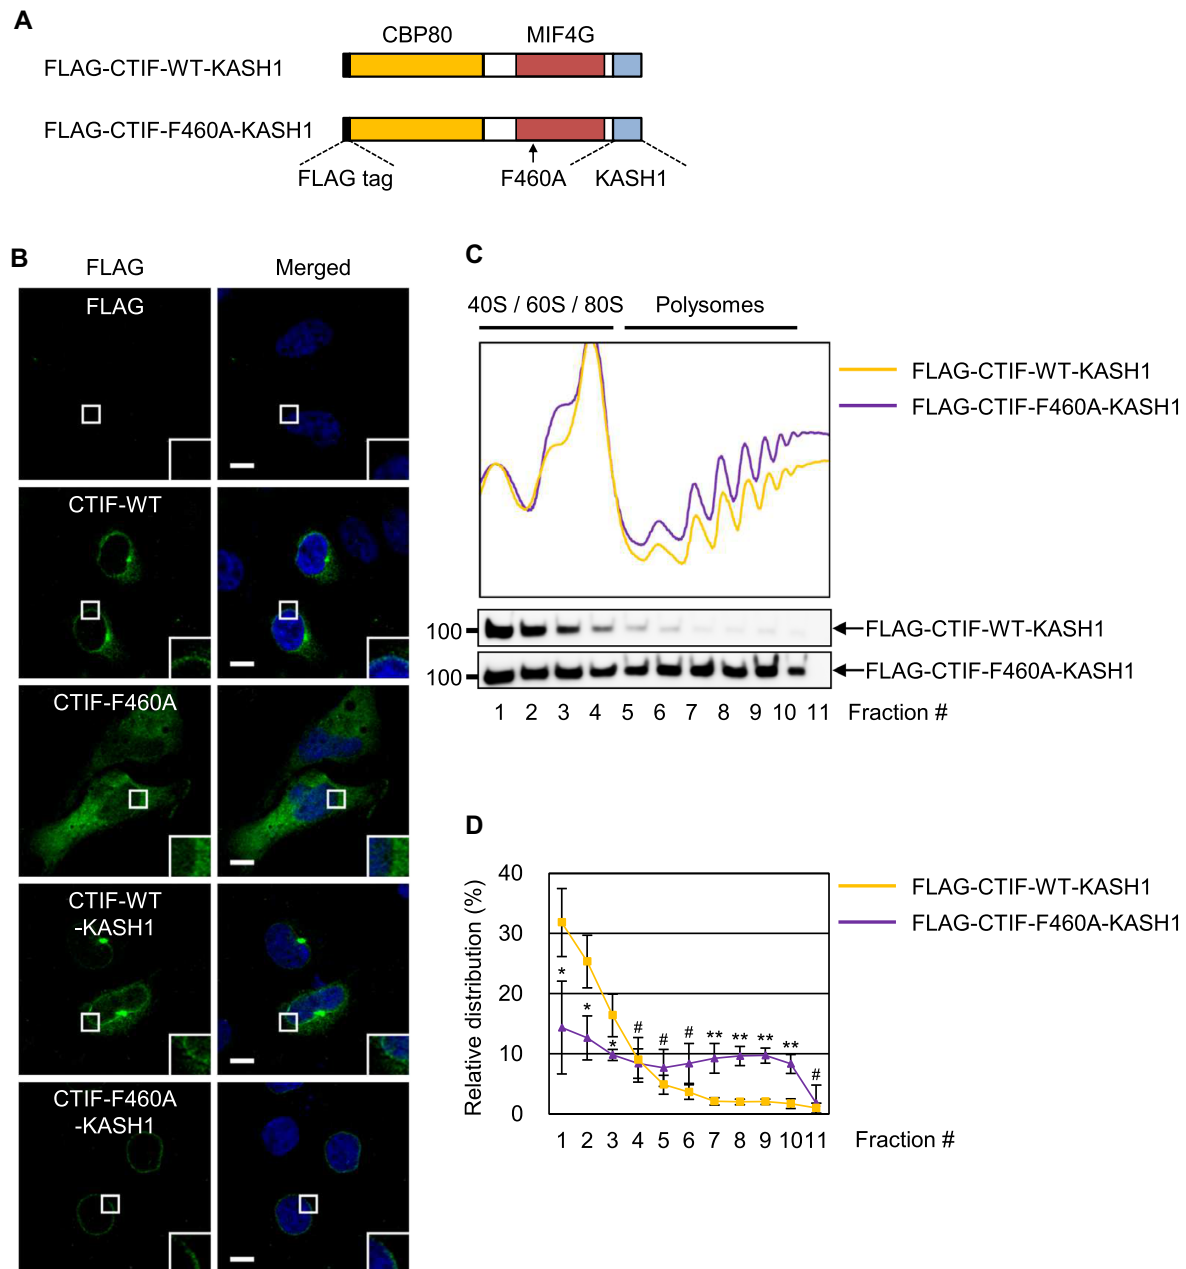 A
CBP80 MIF4G
FLAG-CTIF-WT-KASH1
FLAG-CTIF-F460A-KASH1
FLAG tag F460A KASH1
B
FLAG Merged
FLAG
CTIF-WT
CTIF-F460A
CTIF-WT
-KASH1
CTIF-F460A
-KASH1
C
40S / 60S / 80S Polysomes
FLAG-CTIF-WT-KASH1
FLAG-CTIF-F460A-KASH1
100 FLAG-CTIF-WT-KASH1
100 FLAG-CTIF-F460A-KASH1
1 2 3 4 5 6 7 8 9 10 11 Fraction #
D
FLAG-CTIF-WT-KASH1
FLAG-CTIF-F460A-KASH1
Relative distribution (%)
40
30
20
10
0
* * * # # # ** ** ** ** #
1 2 3 4 5 6 7 8 9 10 11 Fraction #